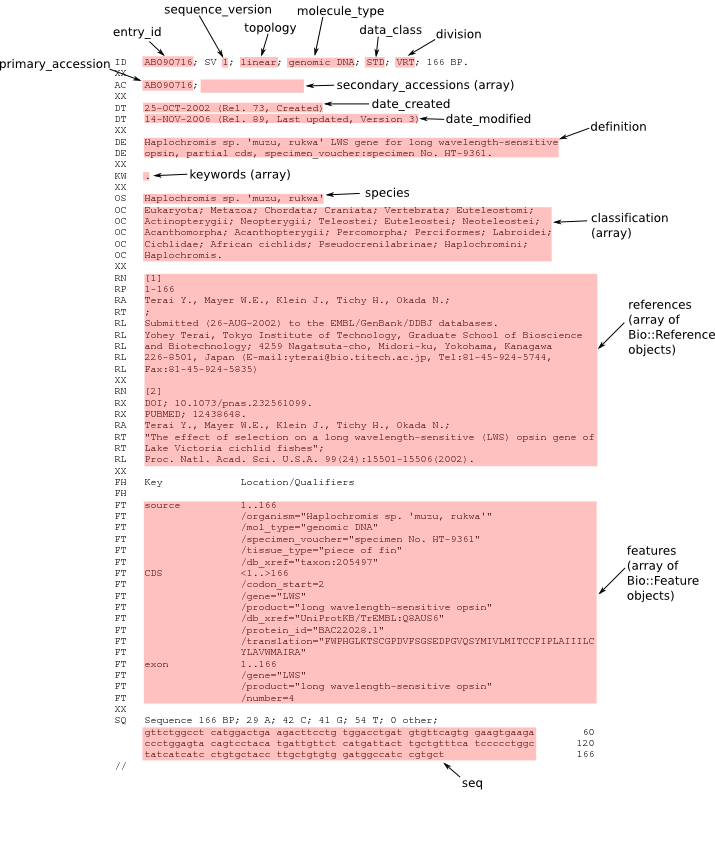 sequence_version
molecule_type
entry_id
topology
data_class
division
primary_accession
ID AB090716; SV 1; linear; genomic DNA; STD; VRT; 166 BP.
XX
AC AB090716;
secondary_accessions (array)
XX
DT 25-OCT-2002 (Rel. 73, Created)
date_created
DT 14-NOV-2006 (Rel. 89, Last updated, Version 3)
date_modified
XX
definition
DE Haplochromis sp. 'muzu, rukwa' LWS gene for long wavelength-sensitive
DE opsin, partial cds, specimen_voucher:specimen No. HT-9361.
XX
KW .
keywords (array)
XX
OS Haplochromis sp. 'muzu, rukwa'
species
OC Eukaryota; Metazoa; Chordata; Craniata; Vertebrata; Euteleostomi;
OC Actinopterygii; Neopterygii; Teleostei; Euteleostei; Neoteleostei;
OC Acanthomorpha; Acanthopterygii; Percomorpha; Perciformes; Labroidei;
OC Cichlidae; African cichlids; Pseudocrenilabrinae; Haplochromini;
OC Haplochromis.
classification
(array)
XX
RN [1]
RP 1-166
RA Terai Y., Mayer W.E., Klein J., Tichy H., Okada N.;
RT ;
RL Submitted (26-AUG-2002) to the EMBL/GenBank/DDBJ databases.
RL Yohey Terai, Tokyo Institute of Technology, Graduate School of Bioscience
RL and Biotechnology; 4259 Nagatsuta-cho, Midori-ku, Yokohama, Kanagawa
RL 226-8501, Japan (E-mail:yterai@bio.titech.ac.jp, Tel:81-45-924-5744,
RL Fax:81-45-924-5835)
XX
references
(array of
Bio::Reference
objects)
RN [2]
RX DOI; 10.1073/pnas.232561099.
RX PUBMED; 12438648.
RA Terai Y., Mayer W.E., Klein J., Tichy H., Okada N.;
RT "The effect of selection on a long wavelength-sensitive (LWS) opsin gene of
RT Lake Victoria cichlid fishes";
RL Proc. Natl. Acad. Sci. U.S.A. 99(24):15501-15506(2002).
XX
FH Key Location/Qualifiers
FH
FT source 1..166
FT /organism="Haplochromis sp. 'muzu, rukwa'"
FT /mol_type="genomic DNA"
FT /specimen_voucher="specimen No. HT-9361"
FT /tissue_type="piece of fin"
FT /db_xref="taxon:205497"
FT CDS <1..>166
FT /codon_start=2
FT /gene="LWS"
FT /product="long wavelength-sensitive opsin"
FT /db_xref="UniProtKB/TrEMBL:Q8AUS6"
FT /protein_id="BAC22028.1"
FT /translation="FWPHGLKTSCGPDVFSGSEDPGVQSYMIVLMITCCFIPLAIIILC
FT YLAVWMAIRA"
FT exon 1..166
FT /gene="LWS"
FT /product="long wavelength-sensitive opsin"
FT /number=4
features
(array of
Bio::Feature
objects)
XX
SQ Sequence 166 BP; 29 A; 42 C; 41 G; 54 T; 0 other;
gttctggccct catggactga agacttcctg tggacctgat gtgttcagtg gaagtgaaga 60
ccctggagta cagtcctaca tgattgttct catgattact tgctgtttca tccccctggc 120
tatcatcatc ctgtgctacc ttgctgtgtg gatggccatc cgtgct 166
//
seq